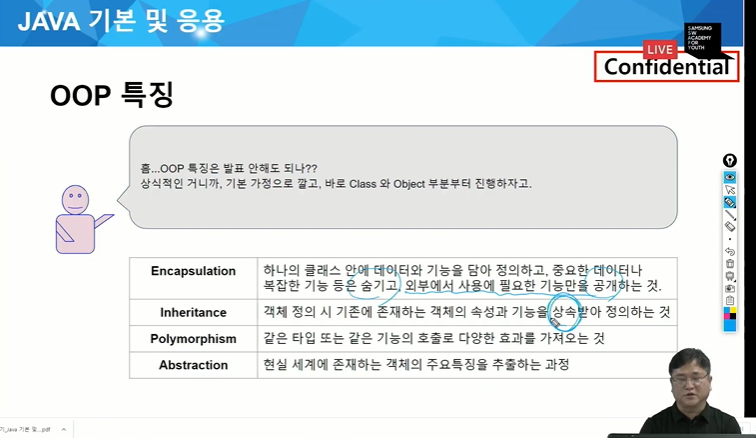 JAVA 기본 및 응용
SAMSUNG
SW
ACADEMY
FOR
YOUTH
LIVE
Confidential
OOP 특징
흠...OOP 특징은 발표 안해도 되나??
상식적인 거니까, 기본 가정으로 깔고, 바로 Class 와 Object 부분부터 진행하자고.
Encapsulation
하나의 클래스 안에 데이터와 기능을 담아 정의하고, 중요한 데이터나
복잡한 기능 등은 숨기고, 외부에서 사용에 필요한 기능만을 공개하는 것.
Inheritance
객체 정의 시 기존에 존재하는 객체의 속성과 기능을 상속받아 정의하는 것
Polymorphism
같은 타입 또는 같은 기능의 호출로 다양한 효과를 가져오는 것
Abstraction
현실 세계에 존재하는 객체의 주요특징을 추출하는 과정
기_Java 기본 및....pdf